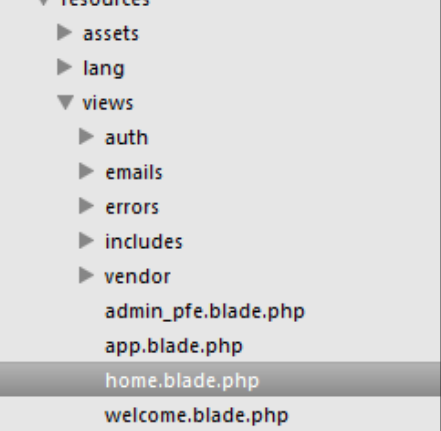 resources
assets
lang
views
auth
emails
errors
includes
vendor
admin_pfe.blade.php
app.blade.php
home.blade.php
welcome.blade.php